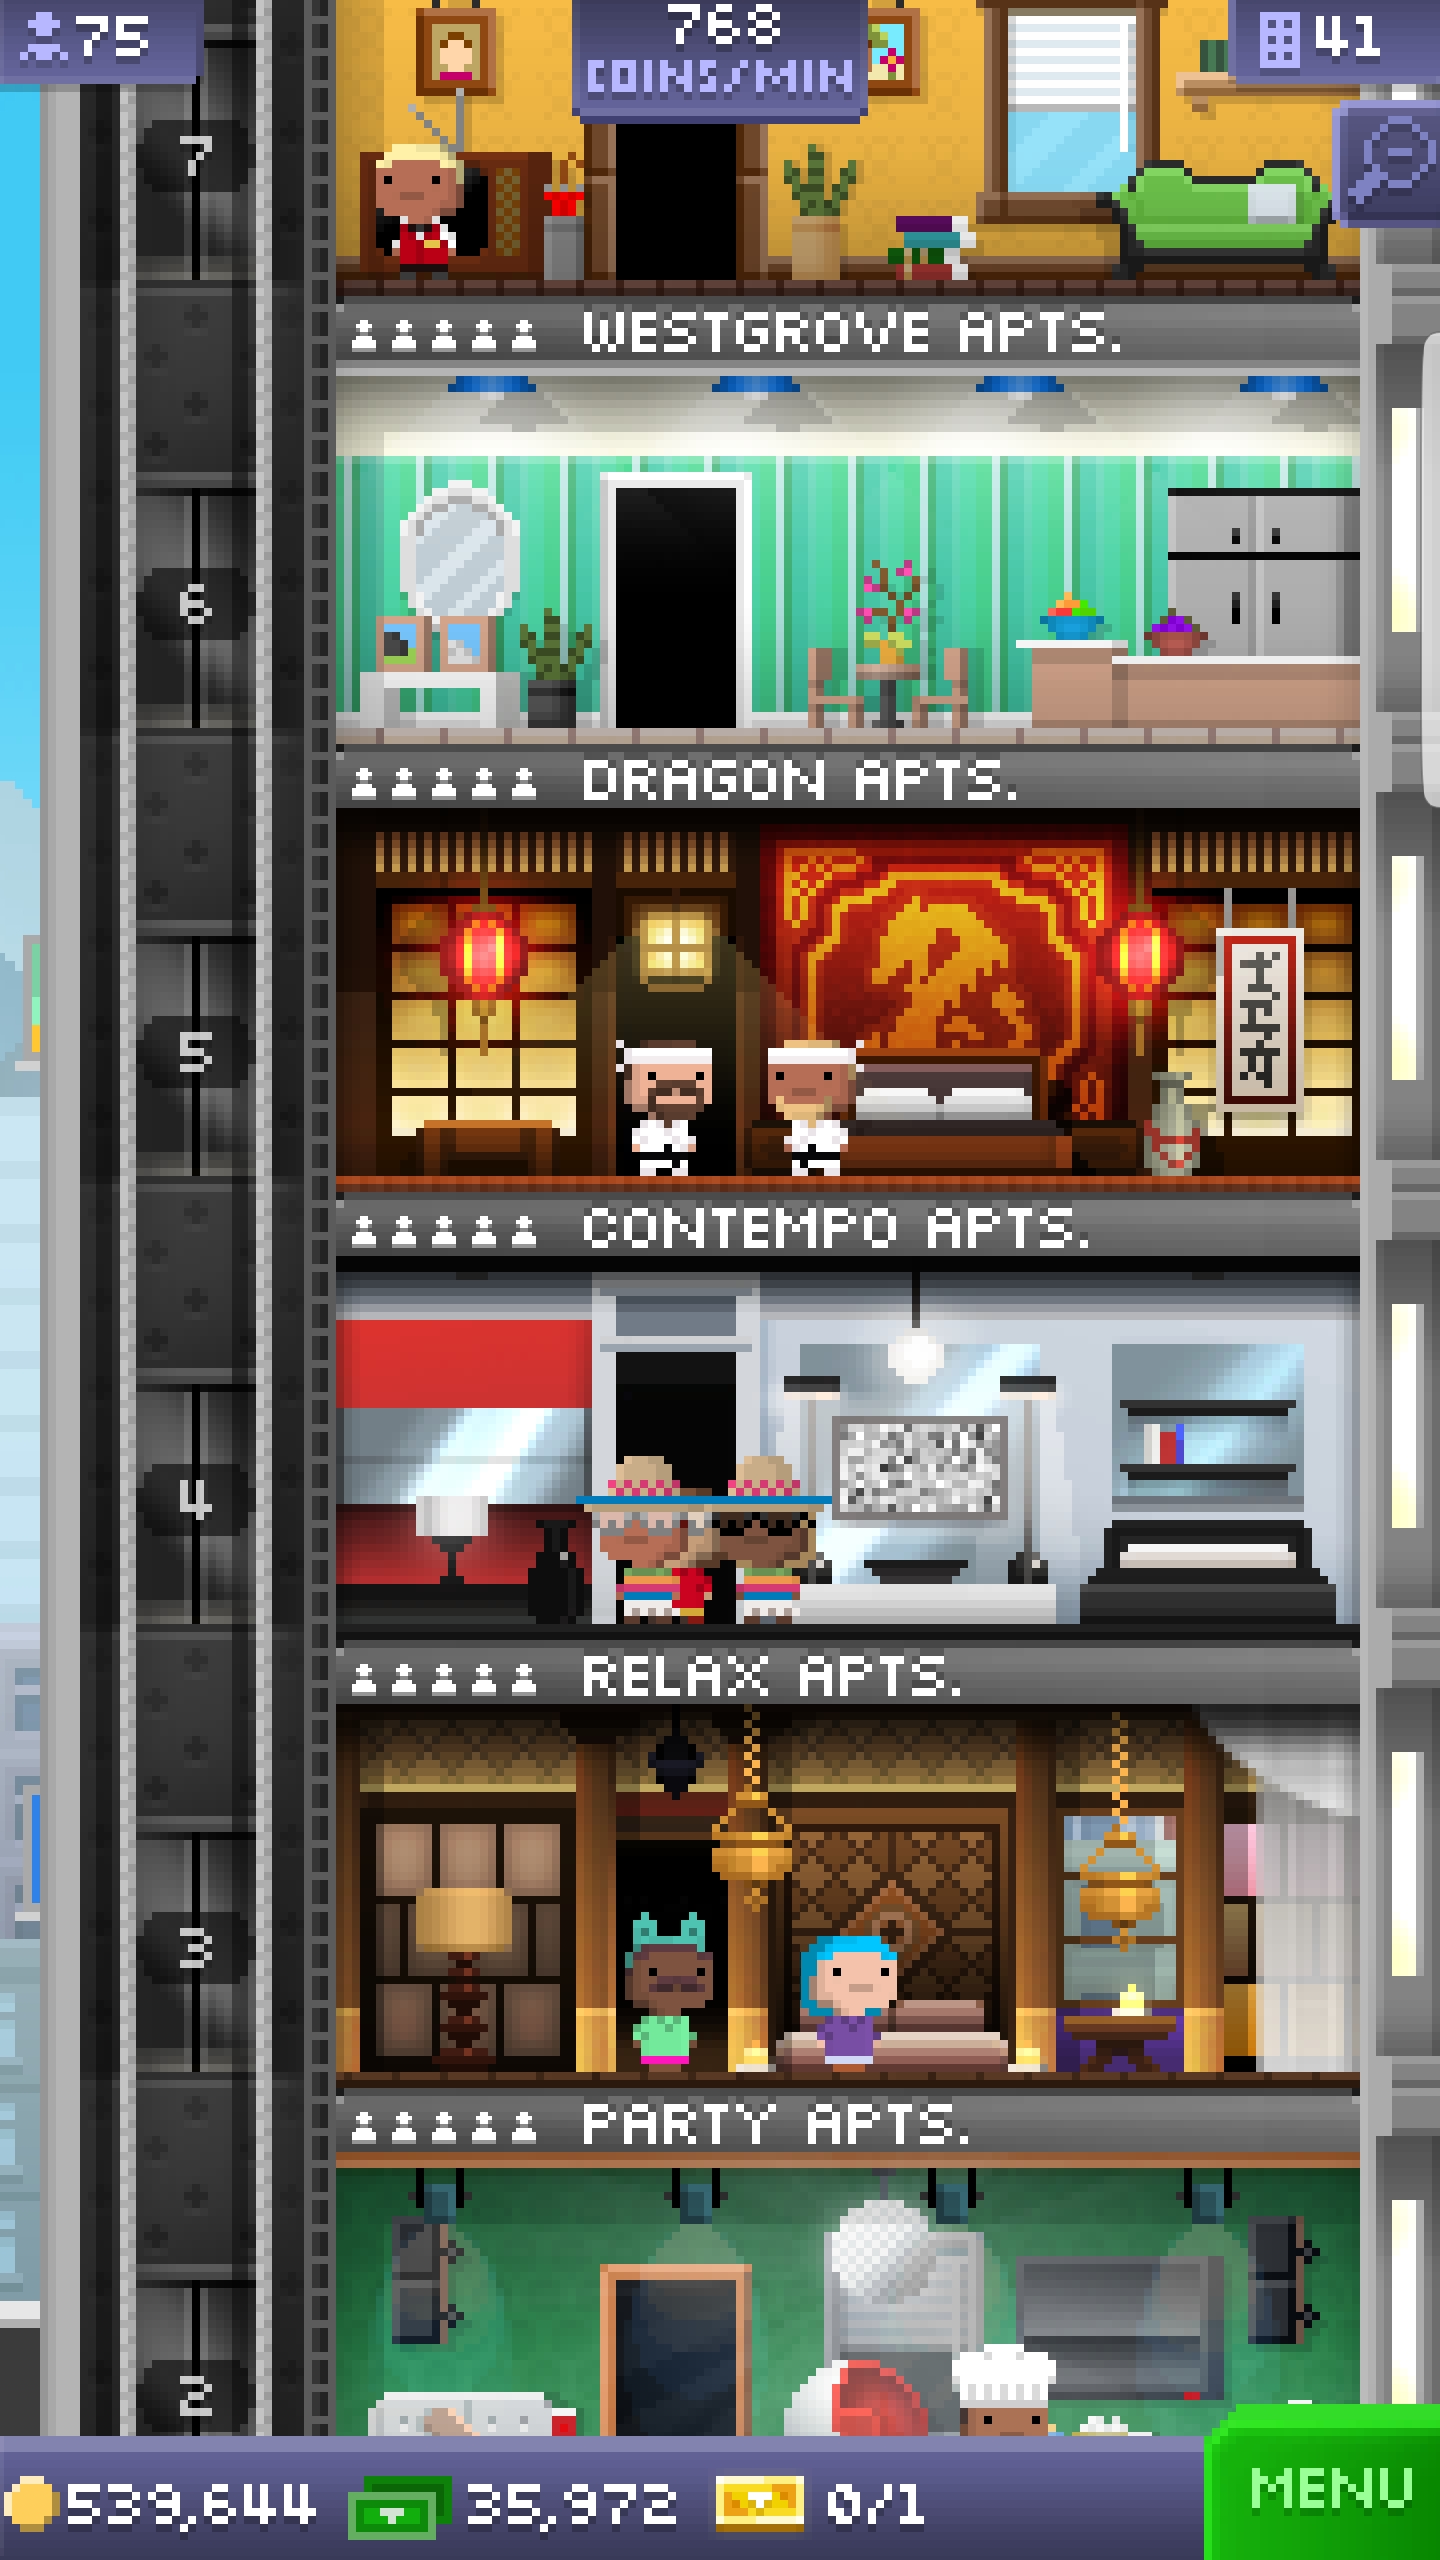 75
768
COINS/MIN
41
7
WESTGROVE APTS.
6
DRAGON APTS.
5
CONTEMPO APTS.
4
RELAX APTS.
3
PARTY APTS.
2
539,644
35,972
0/1
MENU